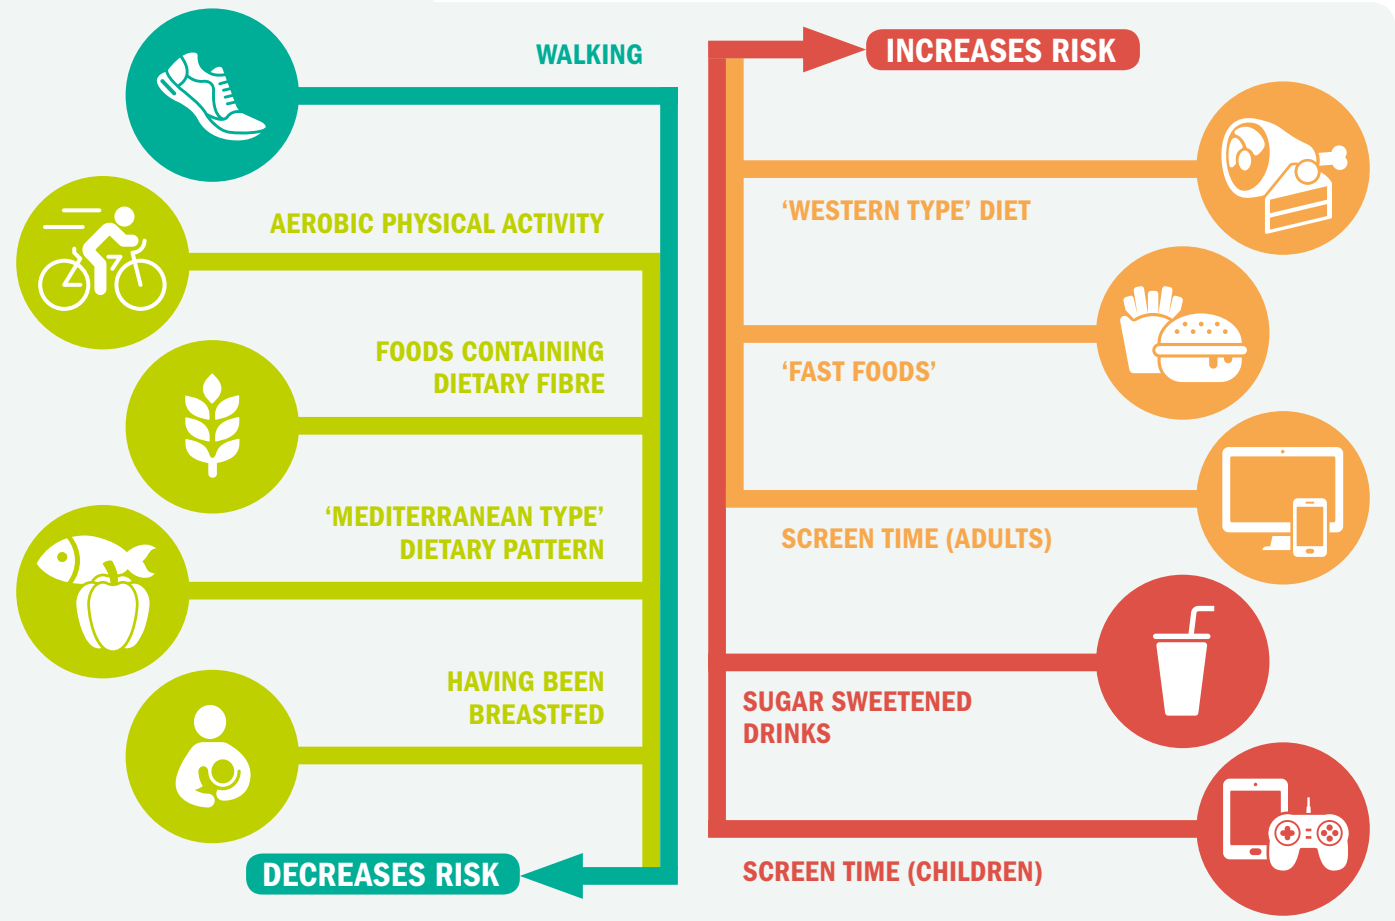 WALKING
AEROBIC PHYSICAL ACTIVITY
FOODS CONTAINING
DIETARY FIBRE
‘MEDITERRANEAN TYPE’
DIETARY PATTERN
HAVING BEEN
BREASTFED
DECREASES RISK
INCREASES RISK
‘WESTERN TYPE’ DIET
‘FAST FOODS’
SCREEN TIME (ADULTS)
SUGAR SWEETENED
DRINKS
SCREEN TIME (CHILDREN)